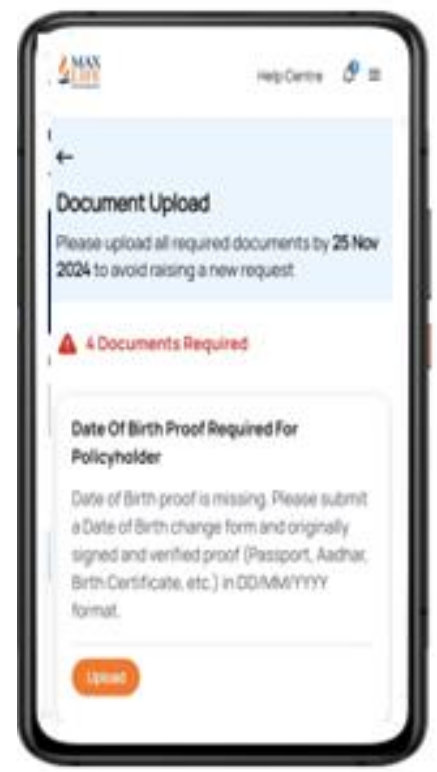 MAX
LIFE
Help Centre
Document Upload
Please upload all required documents by 25 Nov
2024 to avoid raising a new request
4 Documents Required
Date Of Birth Proof Required For
Policyholder
Date of Birth proof is missing. Please submit
a Date of Birth change form and originally
signed and verified proof (Passport, Aadhar,
Birth Certificate, etc.) in DD/MM/YYYY
format.
Upload